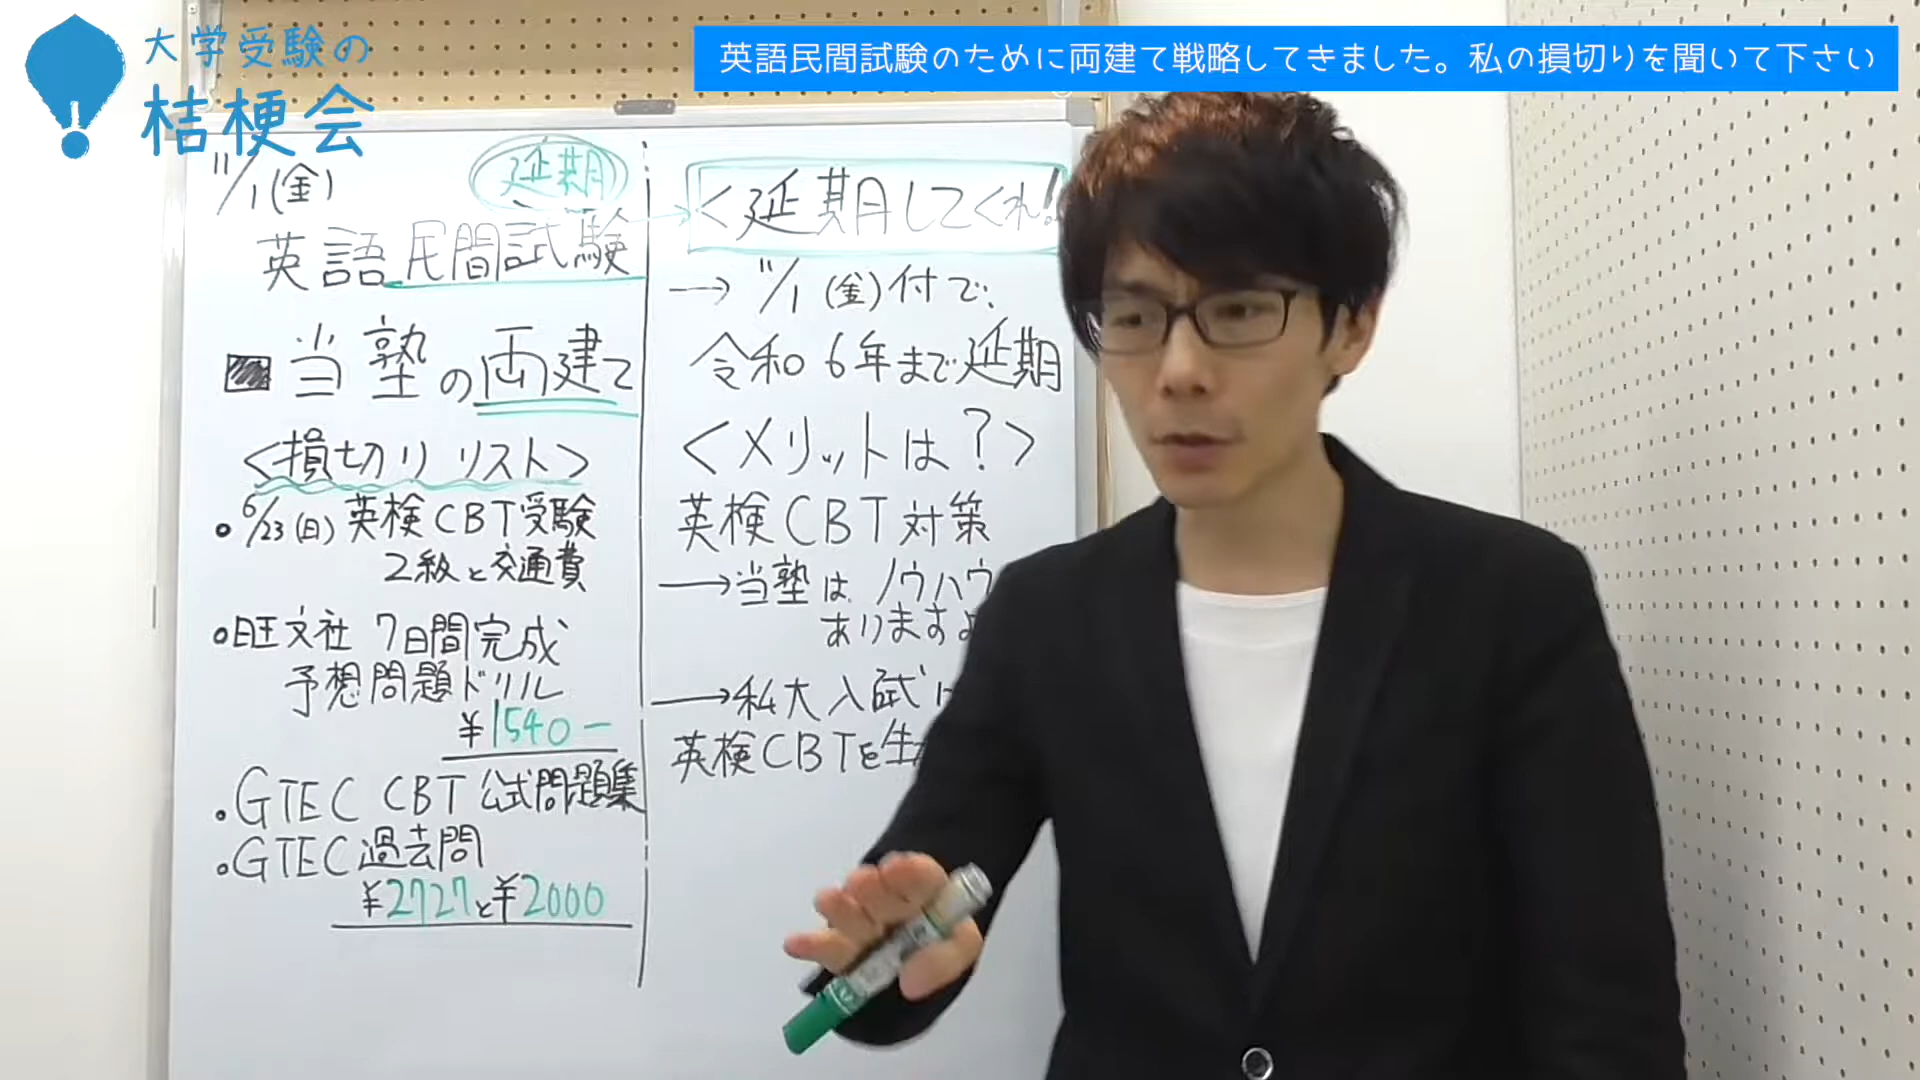 大学受験の
桔梗会
英語民間試験のために両建て戦略してきました。私の損切りを聞いて下さい
11/1(金)
延期
英語民間試験
当塾の両建て
<損切りリスト>
・6/23(日) 英検CBT受験
2級と交通費
・旺文社 7日間完成
予想問題ドリル
¥1540-
・GTEC CBT 公式問題集
・GTEC過去問
¥2727と¥2000
<延期してくれ!
→ 11/1(金)付で、
令和6年まで延期
<メリットは?>
英検CBT対策
→当塾はノウハウ
ありますよ
→私大入試は
英検CBTを生